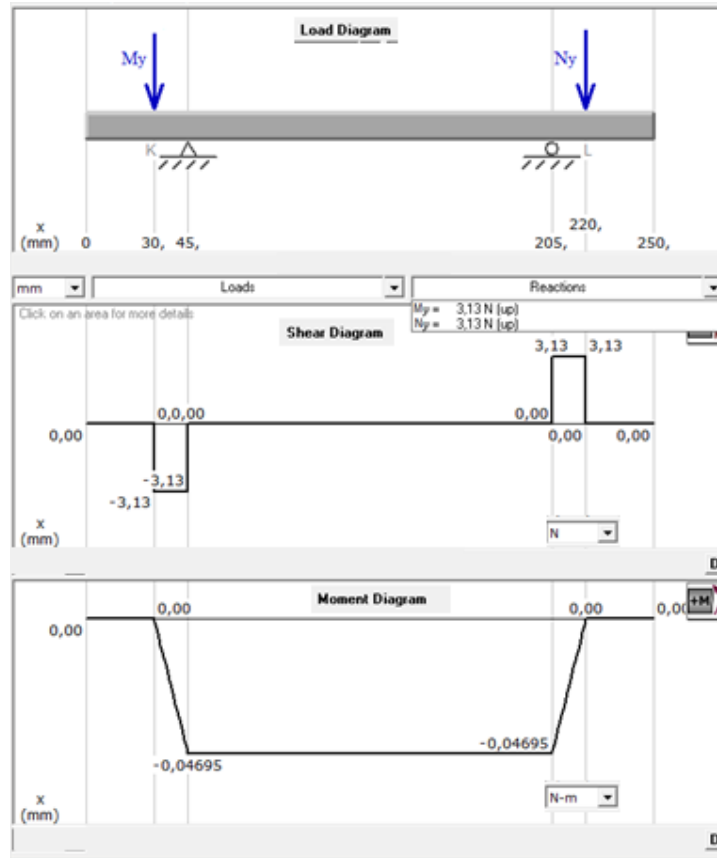 Load Diagram
My
Ny
K
L
x
(mm)
0
30,
45,
205,
220,
250,
mm
Loads
Reactions
Click on an area for more details
My = 3,13 N (up)
Ny = 3,13 N (up)
Shear Diagram
3,13
3,13
0,0,00
0,00
0,00
0,00
0,00
-3,13
-3,13
x
(mm)
N
D
Moment Diagram
+M
0,00
0,00
0,00
0,00
-0,04695
-0,04695
N-m
x
(mm)
D